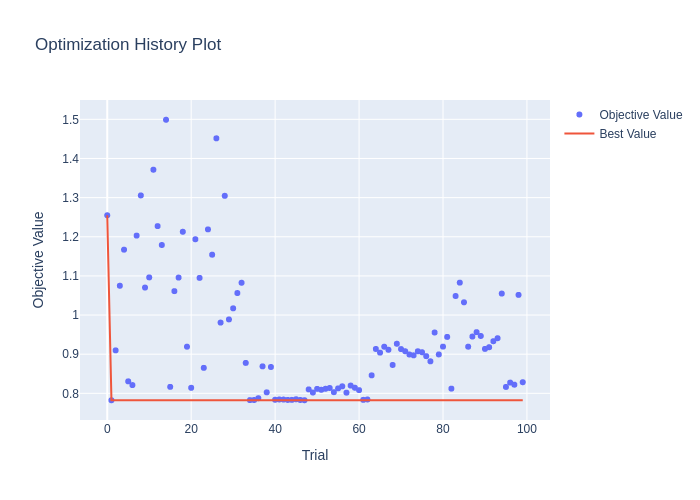 Optimization History Plot
Objective Value
Best Value
1.5
1.4
1.3
1.2
1.1
1
0.9
0.8
Objective Value
0
20
40
60
80
100
Trial